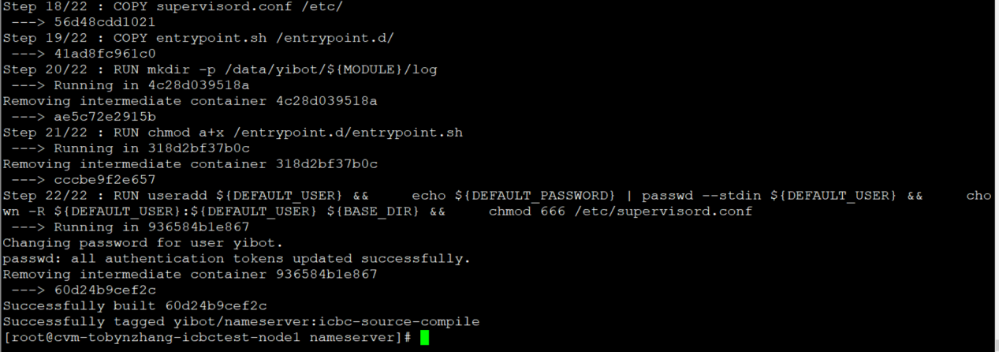 Step 18/22 : COPY supervisord.conf /etc/
 ---> 56d48cdd1021
Step 19/22 : COPY entrypoint.sh /entrypoint.d/
 ---> 41ad8fc961c0
Step 20/22 : RUN mkdir -p /data/yibot/${MODULE}/log
 ---> Running in 4c28d039518a
Removing intermediate container 4c28d039518a
 ---> ae5c72e2915b
Step 21/22 : RUN chmod a+x /entrypoint.d/entrypoint.sh
 ---> Running in 318d2bf37b0c
Removing intermediate container 318d2bf37b0c
 ---> cccbe9f2e657
Step 22/22 : RUN useradd ${DEFAULT_USER} &&     echo ${DEFAULT_PASSWORD} | passwd --stdin ${DEFAULT_USER} &&     cho
wn -R ${DEFAULT_USER}:${DEFAULT_USER} ${BASE_DIR} &&     chmod 666 /etc/supervisord.conf
 ---> Running in 936584b1e867
Changing password for user yibot.
passwd: all authentication tokens updated successfully.
Removing intermediate container 936584b1e867
 ---> 60d24b9cef2c
Successfully built 60d24b9cef2c
Successfully tagged yibot/nameserver:icbc-source-compile
[root@cvm-tobynzhang-icbctest-node1 nameserver]#